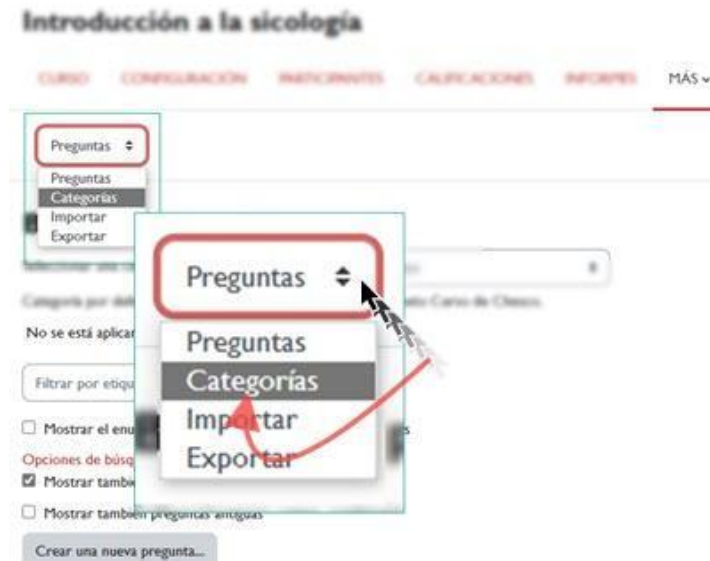 Introducción a la sicología
CURSO CONFIGURACIÓN PARTICIPANTES CALIFICACIONES INFORMES MÁS
Preguntas
Preguntas
Categorías
Importar
Exportar
Preguntas
Preguntas
Categorías
Importar
Exportar
No se está aplicar
Filtrar por etiqu
Mostrar el enu
Opciones de búsq
Mostrar tambié
Mostrar también preguntas antiguas
Crear una nueva pregunta...